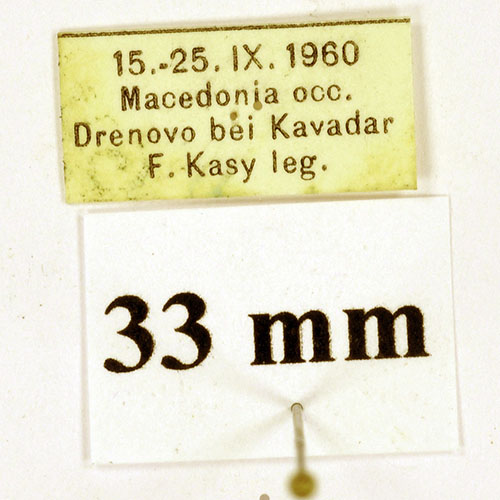 15.-25. IX. 1960
Macedonia occ.
Drenovo bei Kavadar
F. Kasy leg.
33 mm